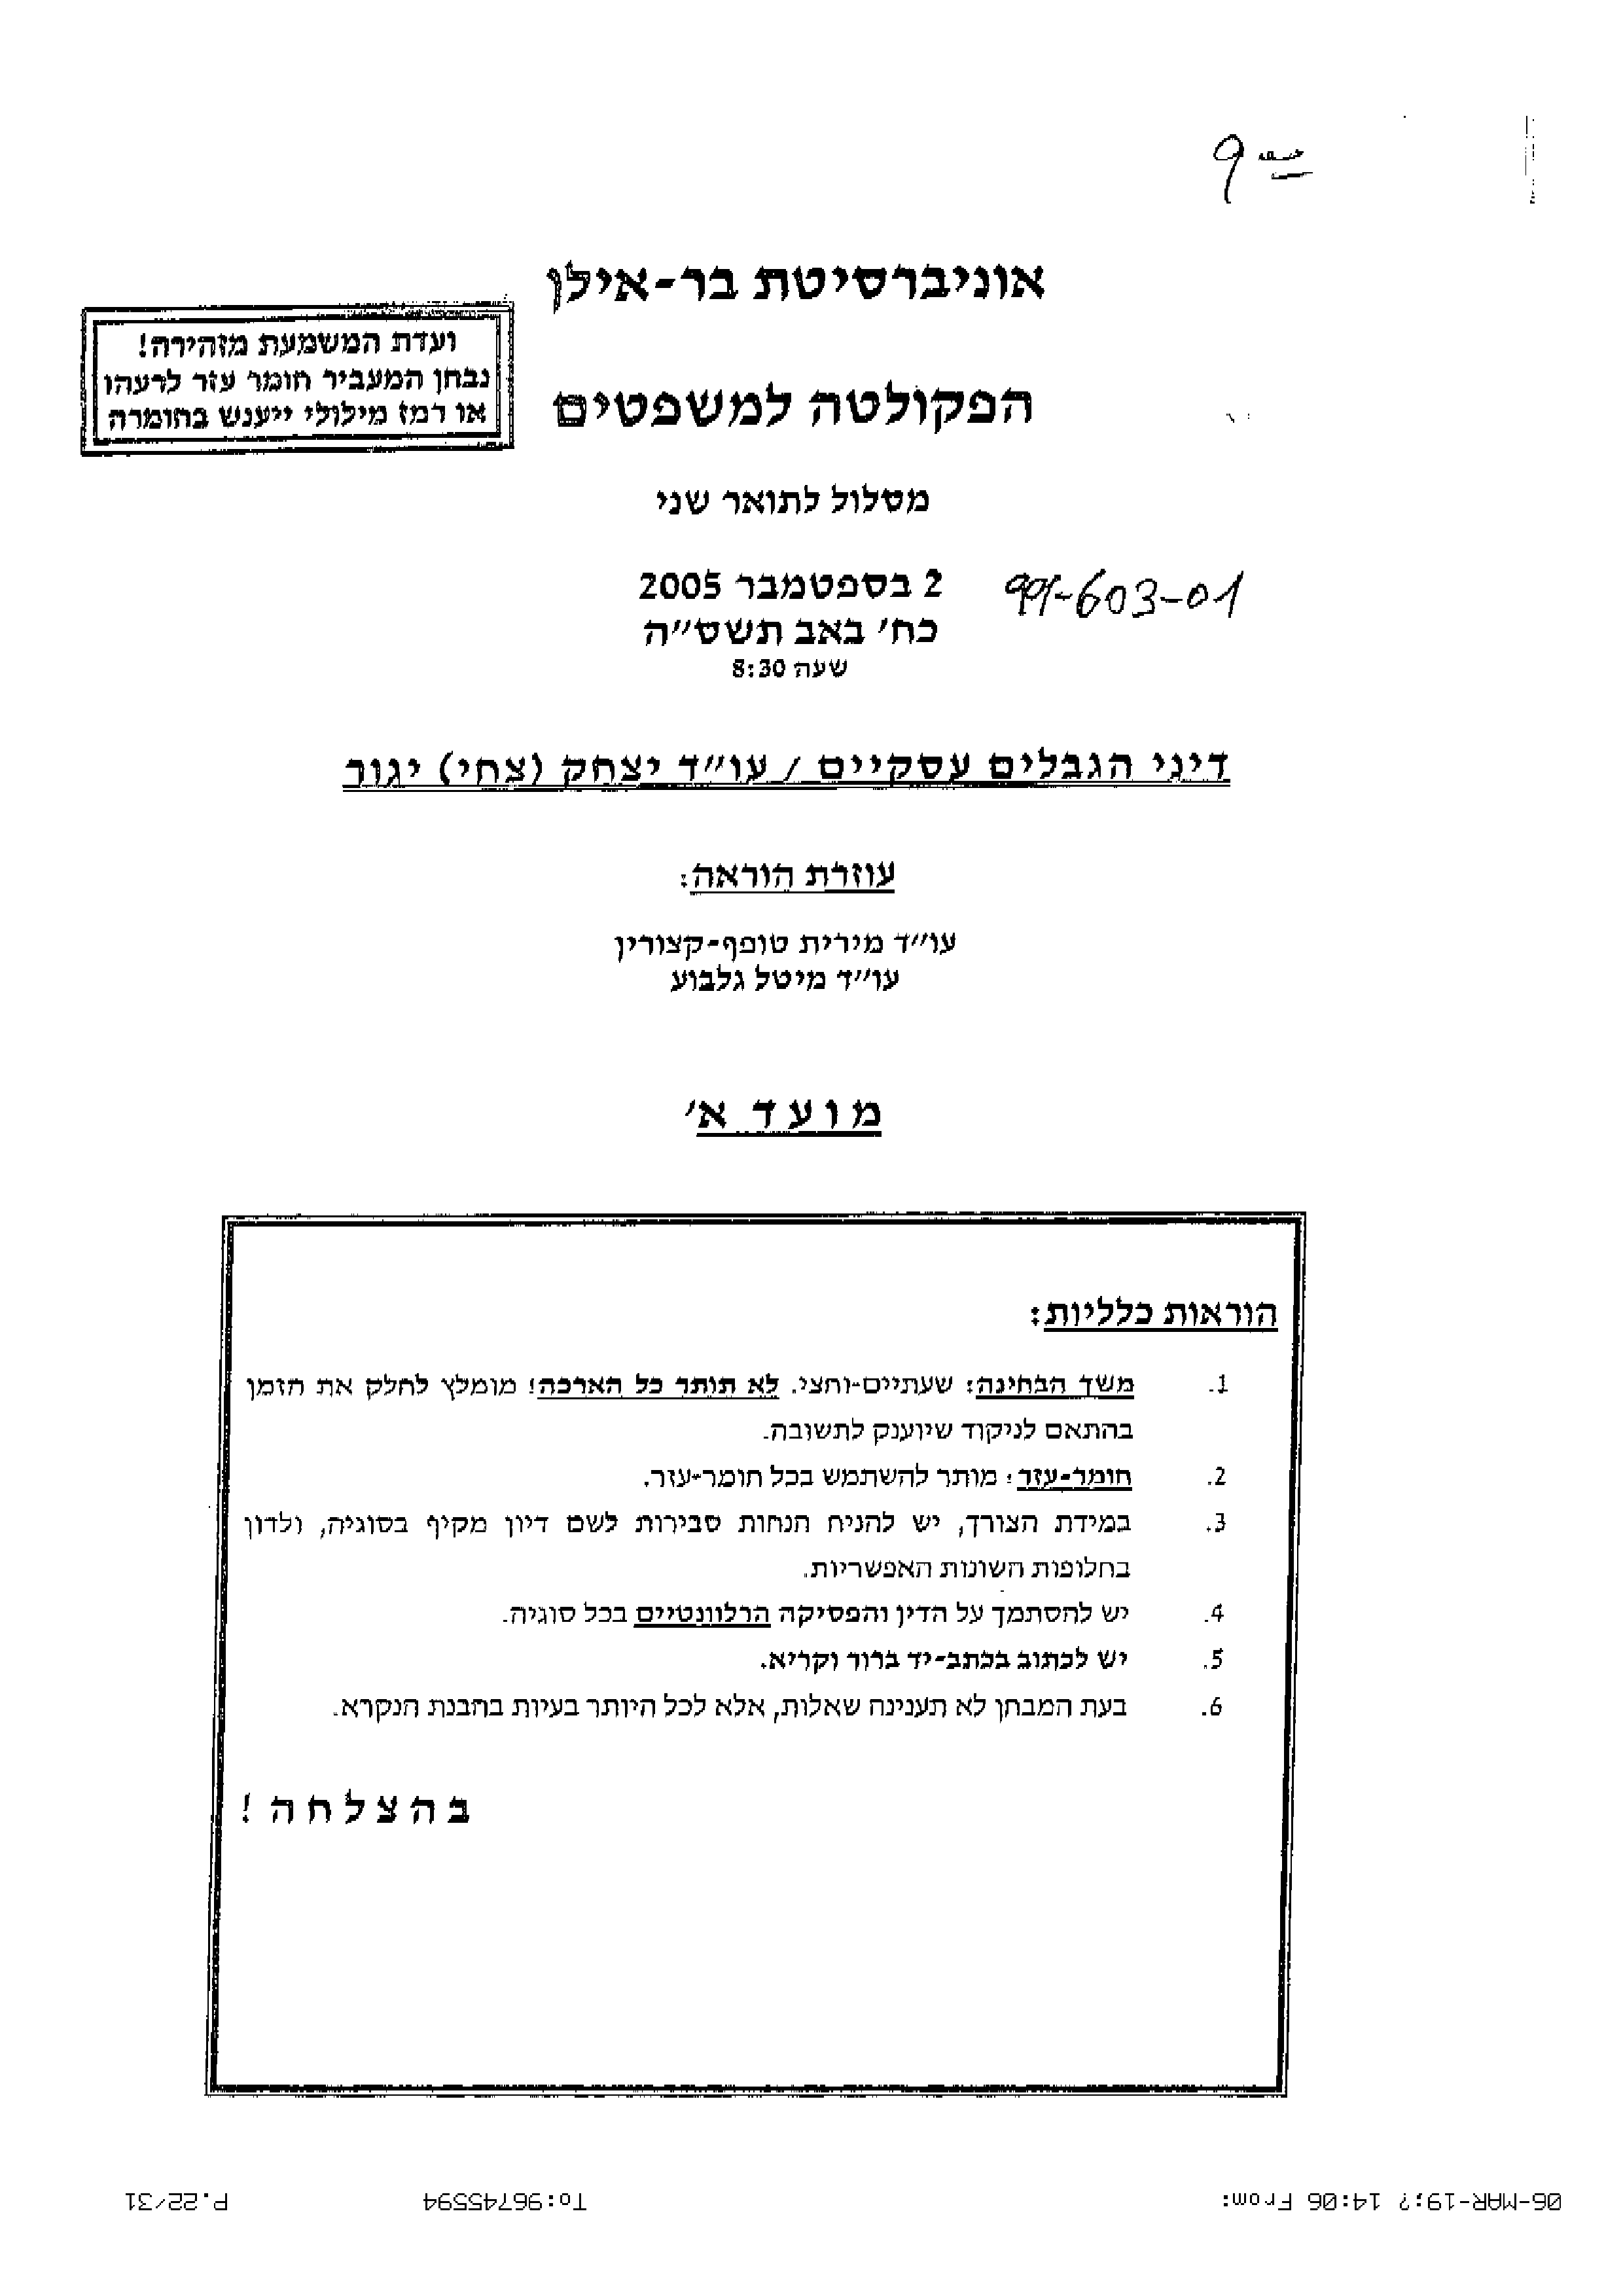 אוניברסיטת בר-אילן
ועדת המשמעת מזהירה!
נבחן המעביר חומר עזר לרעהו
או רמז מילולי ייענש בחומרה
הפקולטה למשפטים
מסלול לתואר שני
2 בספטמבר 2005
99-603-01
כח' באב תשס"ה
שעה 8:30
דיני הגבלים עסקיים / עו"ד יצחק (צחי) יגור
עוזרת הוראה:
עו"ד מירית טופף-קצורין
עו"ד מיטל גלבוע
מועד א'
הוראות כלליות:
1. משך הבחינה: שעתיים-וחצי. לא תותר כל הארכה! מומלץ לחלק את הזמן
בהתאם לניקוד שיוענק לתשובה.
2. חומר-עזר: מותר להשתמש בכל חומר-עזר.
3. במידת הצורך, יש להניח הנחות סבירות לשם דיון מקיף בסוגיה, ולדון
בחלופות השונות האפשריות.
4. יש להסתמך על הדין והפסיקה הרלוונטיים בכל סוגיה.
5. יש לכתוב בכתב-יד ברור וקריא.
6. בעת המבחן לא תענינה שאלות, אלא לכל היותר בעיות בהבנת הנקרא.
בהצלחה!
06-MAR-19;? 14:06 From: To:96745594 P.22/31